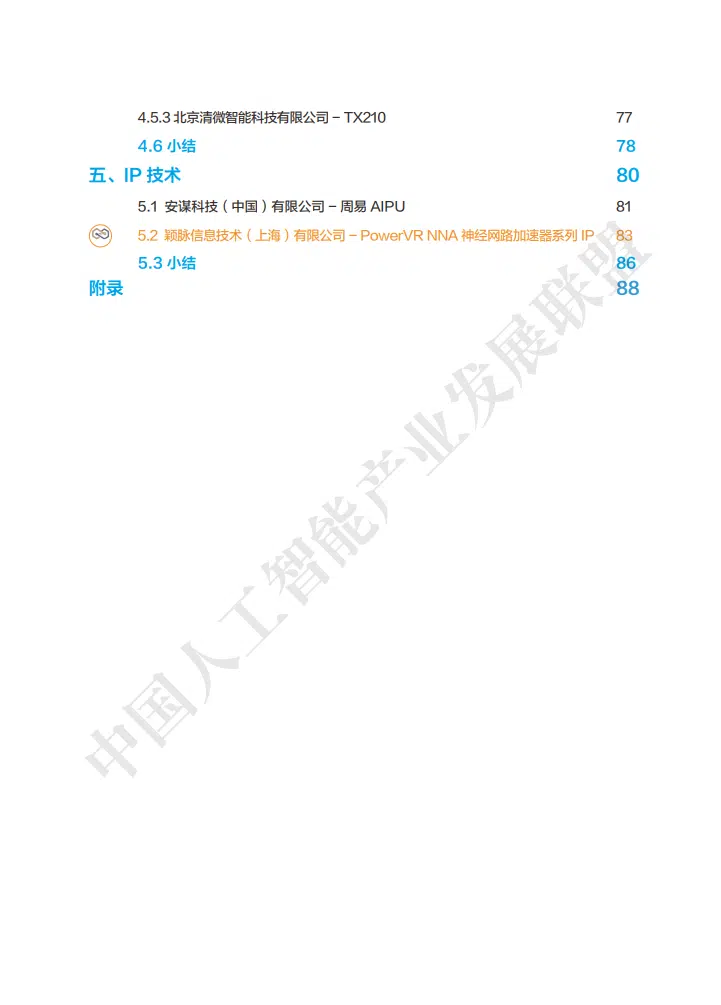 4.5.3 北京清微智能科技有限公司 – TX210 77
4.6 小结 78
五、IP 技术 80
5.1 安谋科技（中国）有限公司 – 周易 AIPU 81
5.2 颖脉信息技术（上海）有限公司 – PowerVR NNA 神经网路加速器系列 IP 83
5.3 小结 86
附录 88
中国人工智能产业发展联盟